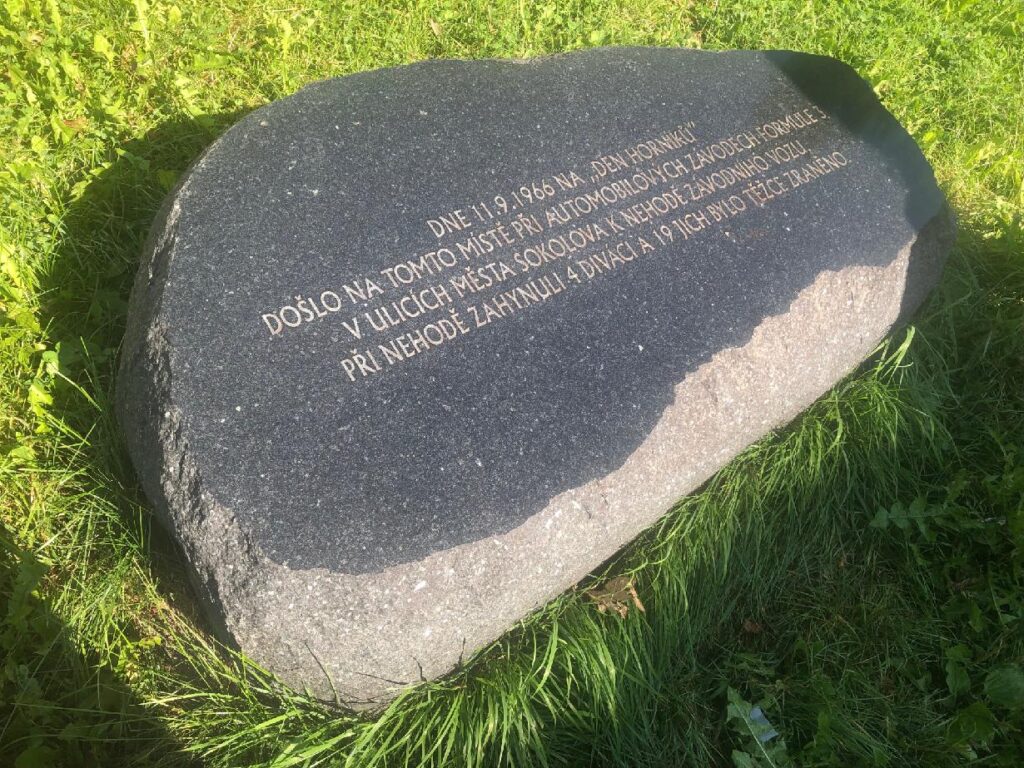 DNE 11.9.1966 NA „DEN HORNÍKŮ"
DOŠLO NA TOMTO MÍSTĚ PŘI AUTOMOBILOVÝCH ZÁVODECH FORMULE 3
V ULICÍCH MĚSTA SOKOLOVA K NEHODĚ ZÁVODNÍHO VOZU.
PŘI NEHODĚ ZAHYNULI 4 DIVÁCI A 19 JICH BYLO TĚŽCE ZRANĚNO.